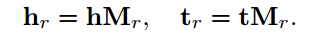 h_r = hM_r, t_r = tM_r.